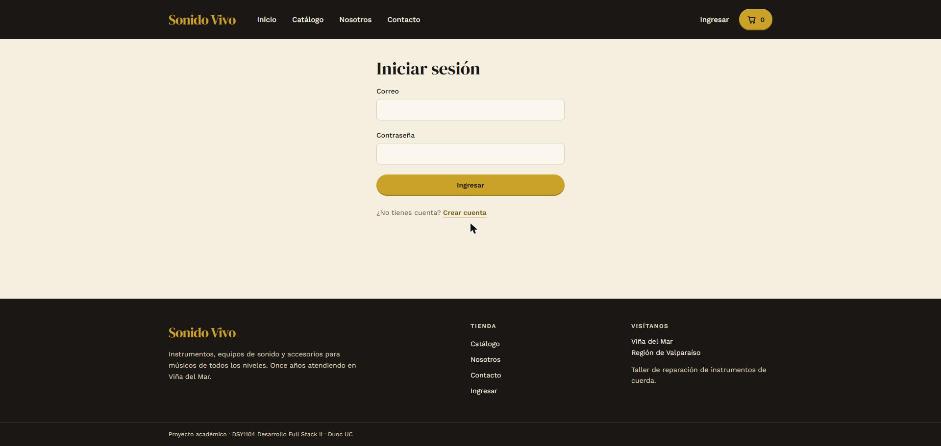 Sonido Vivo
Inicio
Catálogo
Nosotros
Contacto
Ingresar
0
Iniciar sesión
Correo
Contraseña
Ingresar
¿No tienes cuenta? Crear cuenta
Sonido Vivo
Instrumentos, equipos de sonido y accesorios para
músicos de todos los niveles. Once años atendiendo en
Viña del Mar.
TIENDA
Catálogo
Nosotros
Contacto
Ingresar
VISÍTANOS
Viña del Mar
Región de Valparaíso
Taller de reparación de instrumentos de
cuerda.
Proyecto académico · DSY1104 Desarrollo Full Stack II · Duoc UC